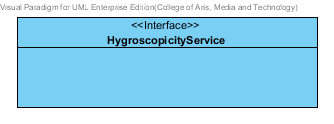 Visual Paradigm for UML Enterprise Edition(College of Arts, Media and Technology)
<<Interface>>
HygroscopicityService